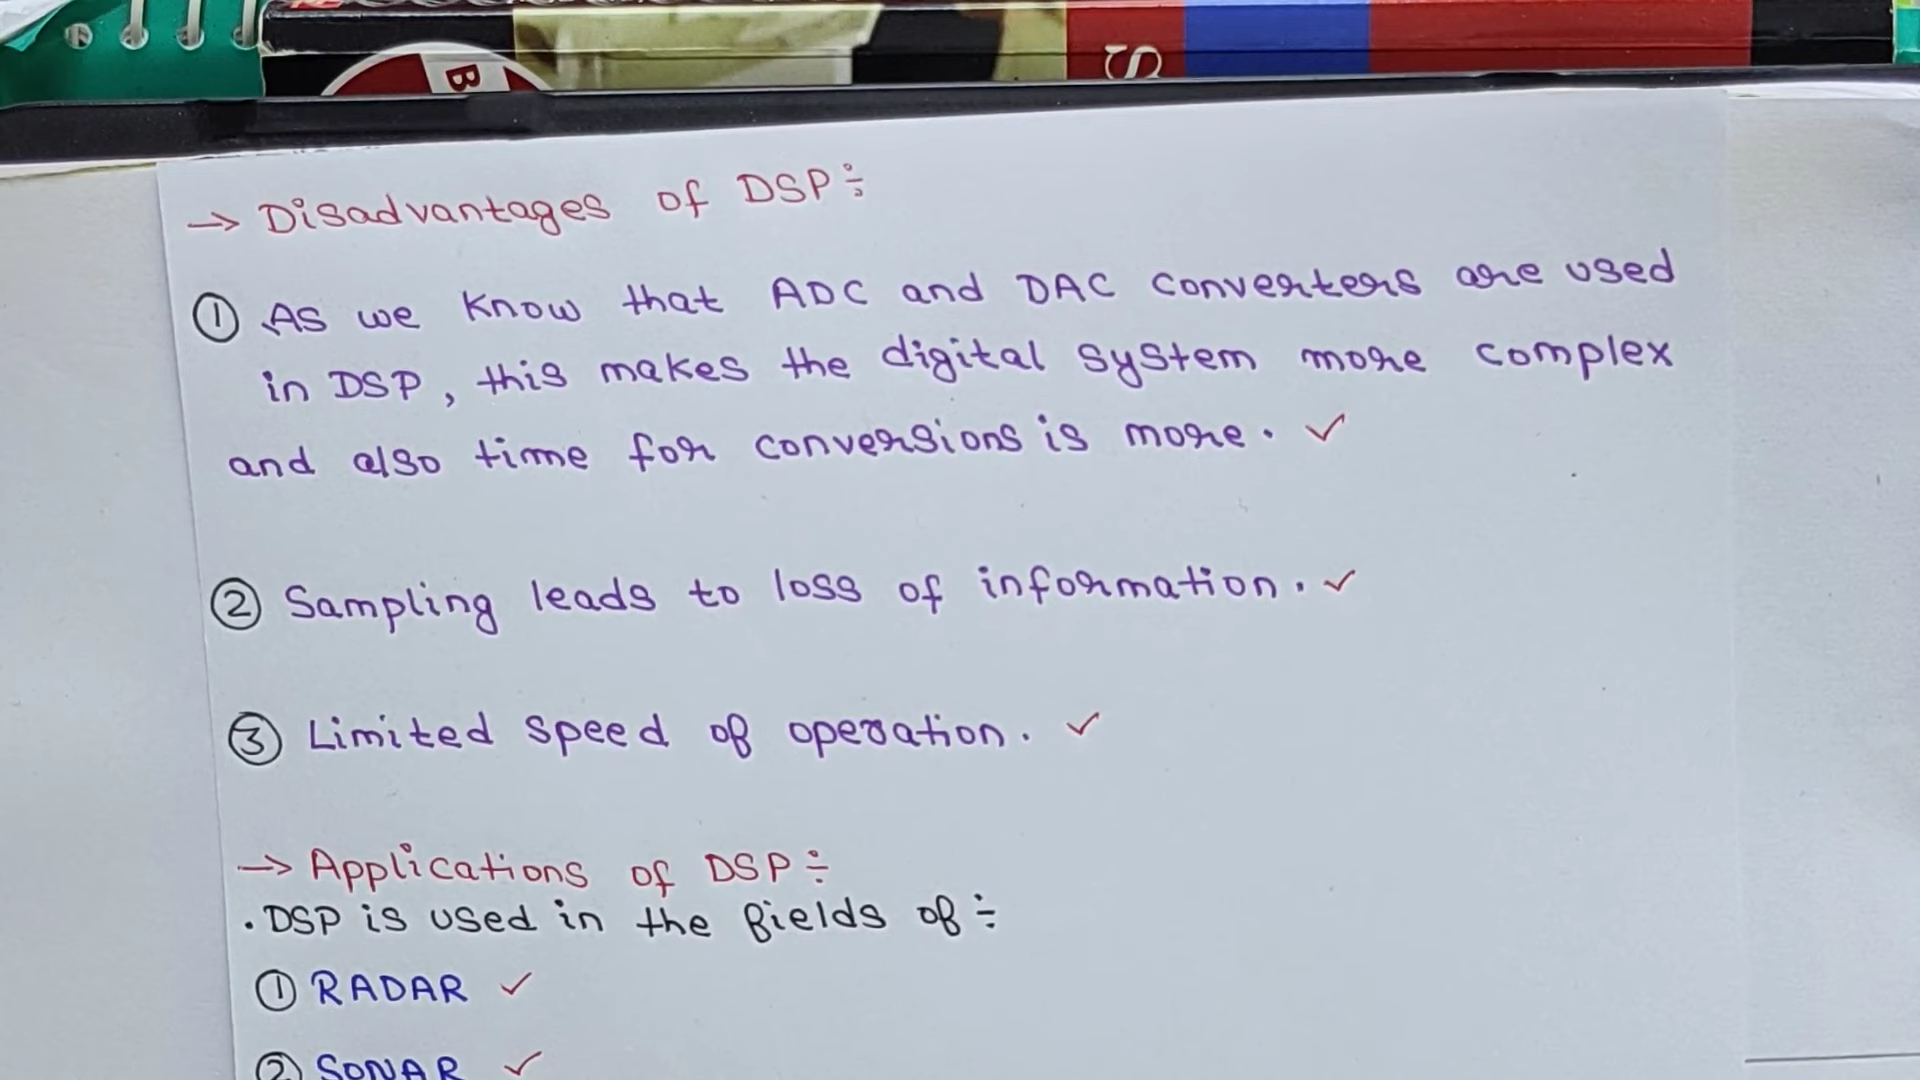 B
S
→ Disadvantages of DSP÷
① As we know that ADC and DAC converters are used
in DSP, this makes the digital system more complex
and also time for conversions is more. ✓
② Sampling leads to loss of information. ✓
③ Limited speed of operation. ✓
→ Applications of DSP÷
• DSP is used in the fields of÷
① RADAR ✓
② SONAR ✓